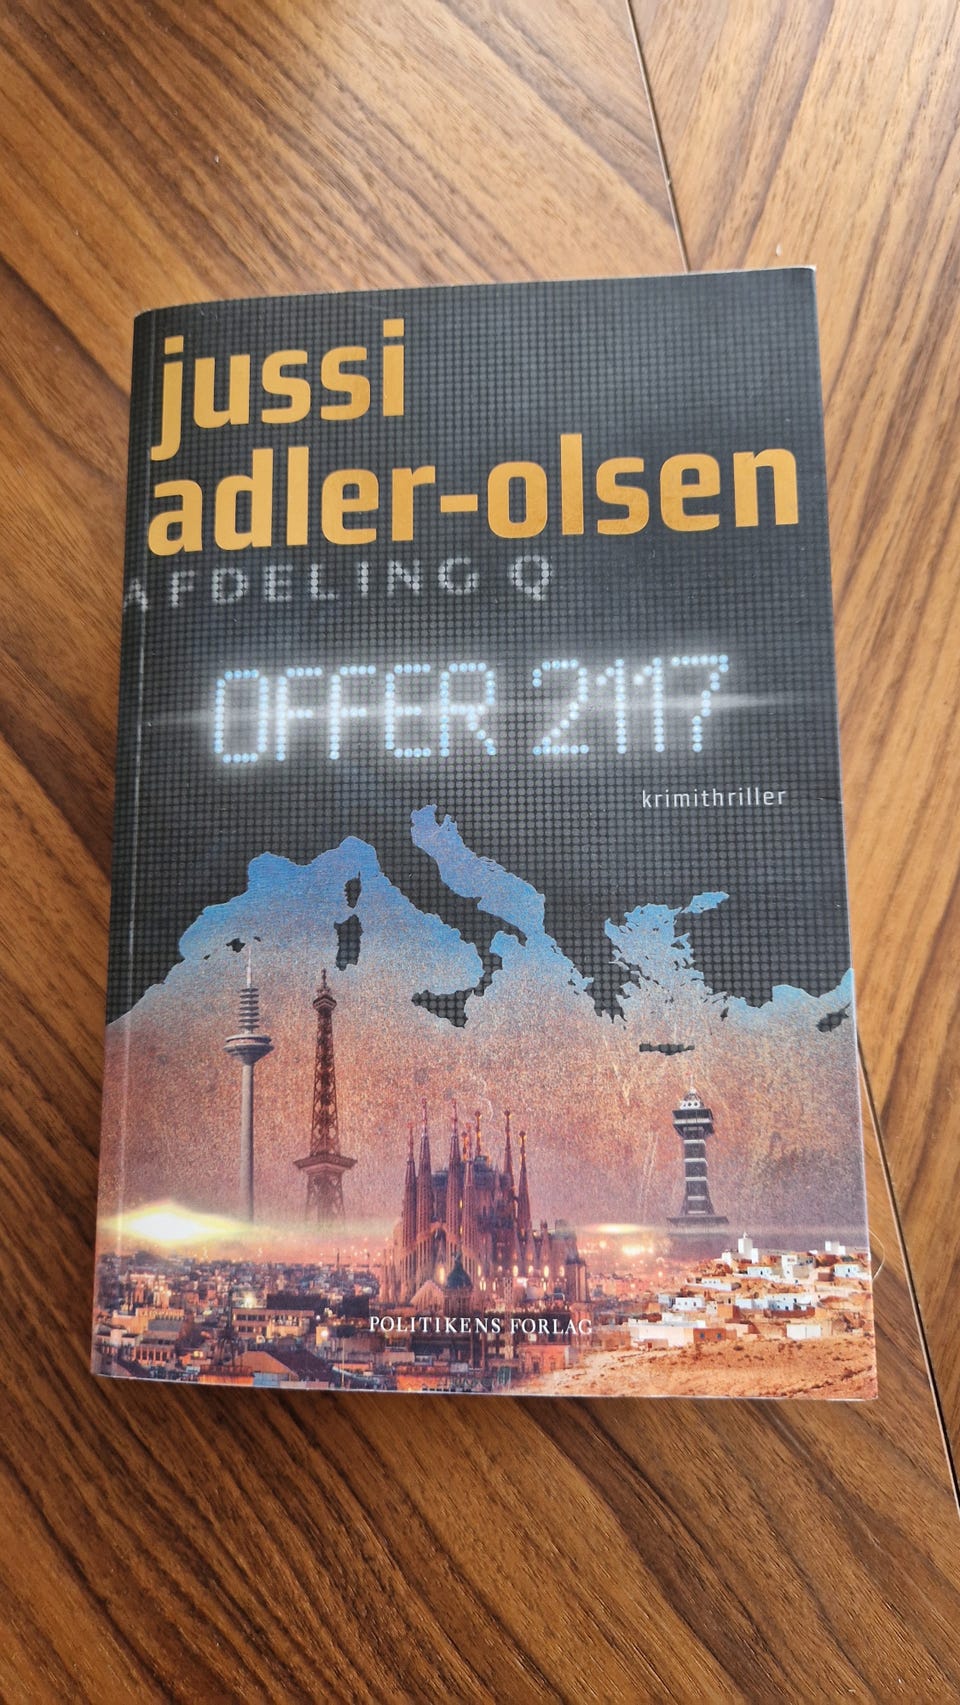 jussi
adler-olsen
AFDELING Q
OFFER 2117
krimithriller
POLITIKENS FORLAG